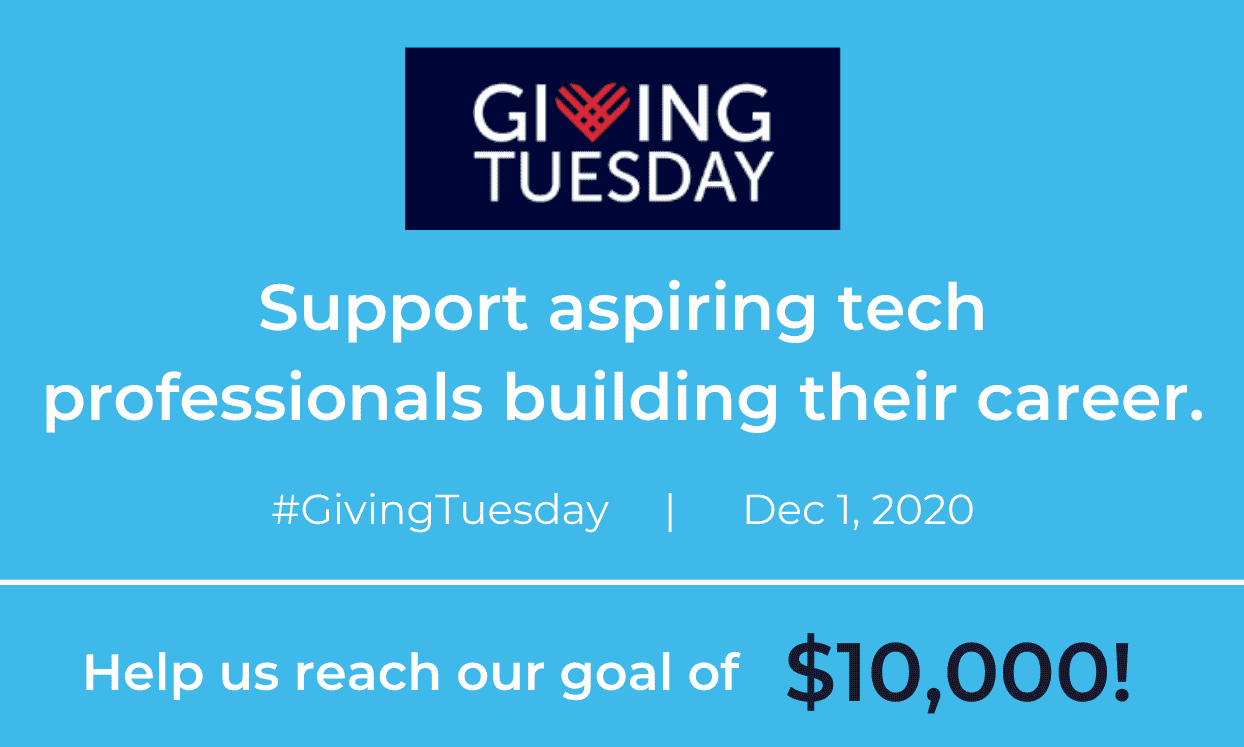 GIVING
TUESDAY
Support aspiring tech
professionals building their career.
#GivingTuesday | Dec 1, 2020
Help us reach our goal of $10,000!